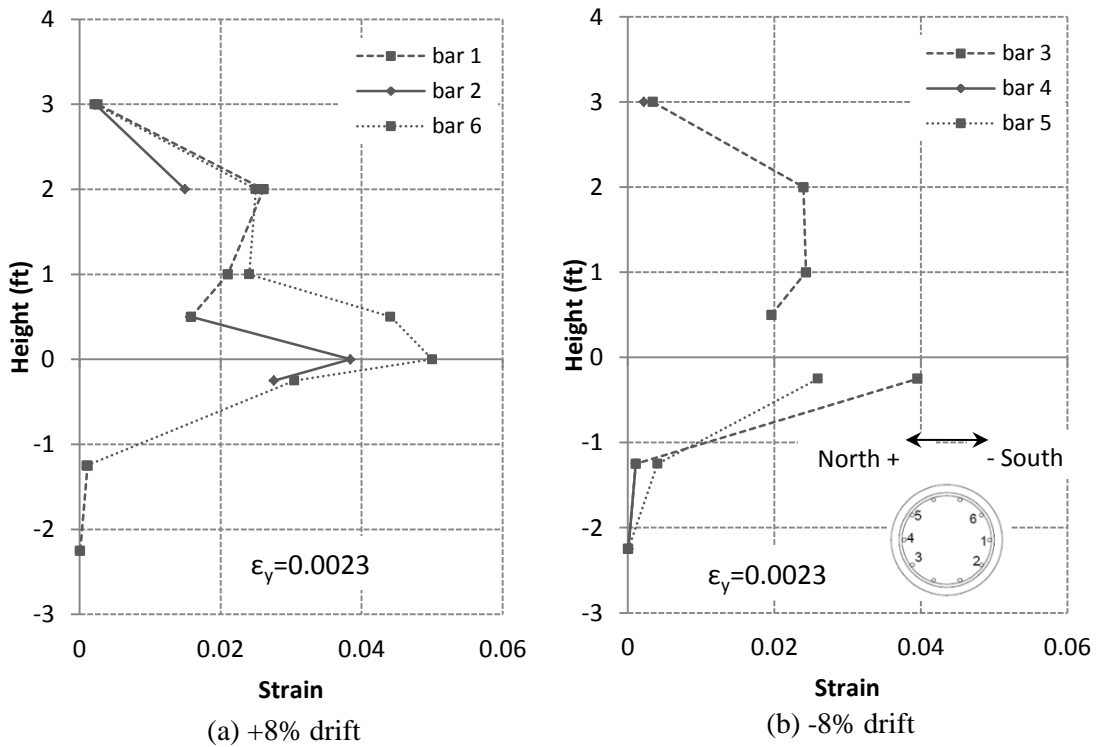 4
3
2
1
0
-1
-2
-3
Height (ft)
bar 1
bar 2
bar 6
ε_y=0.0023
0 0.02 0.04 0.06
Strain
(a) +8% drift
4
3
2
1
0
-1
-2
-3
Height (ft)
bar 3
bar 4
bar 5
North + - South
5 6
4 1
3 2
ε_y=0.0023
0 0.02 0.04 0.06
Strain
(b) -8% drift